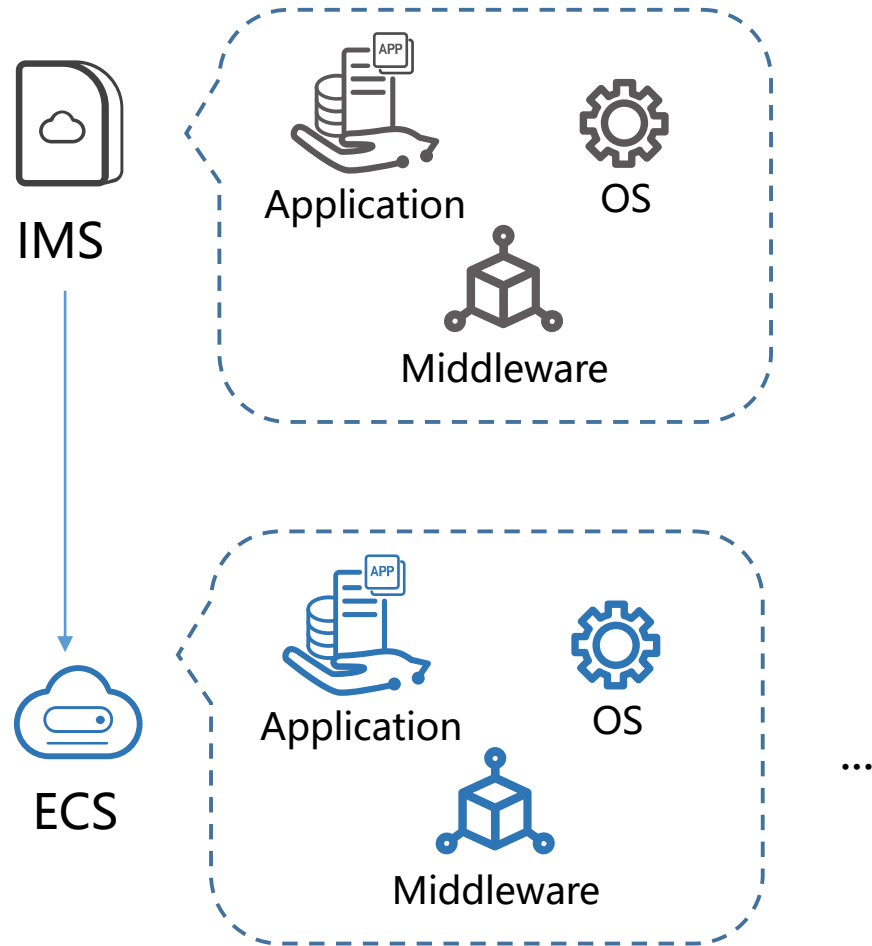 APP
Application
OS
IMS
Middleware
APP
Application
OS
...
ECS
Middleware